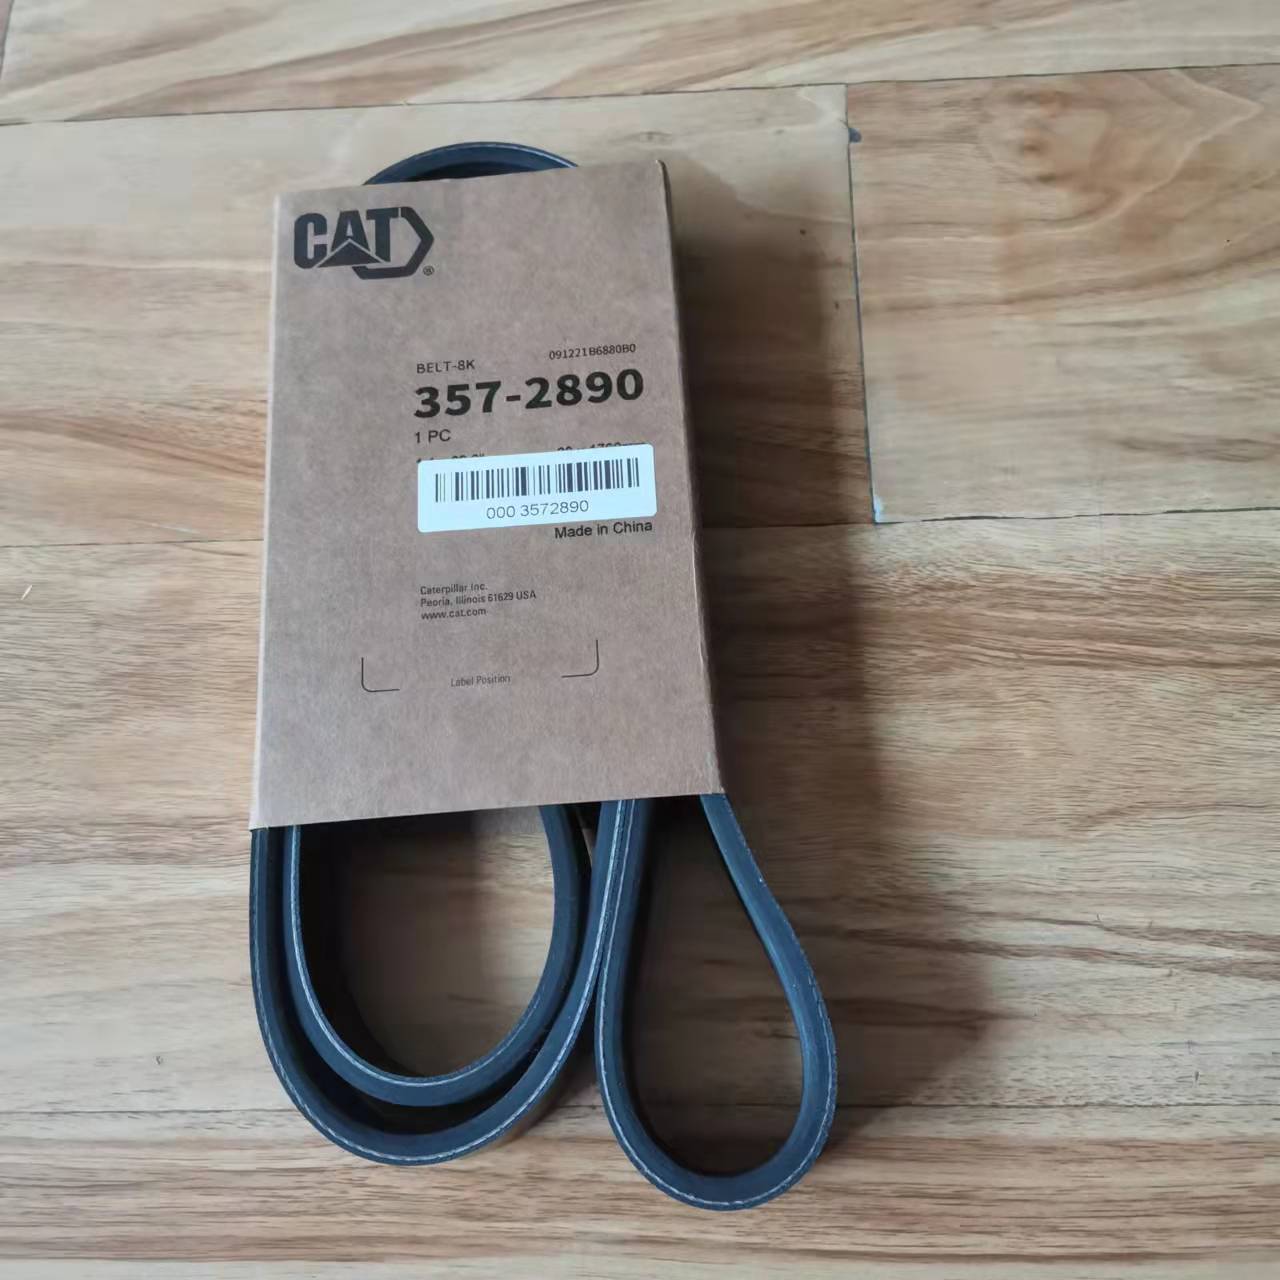 CAT®
BELT-8K 091221B6880B0
357-2890
1 PC
000 3572890
Made in China
Caterpillar Inc.
Peoria, Illinois 61629 USA
www.cat.com
Label Position